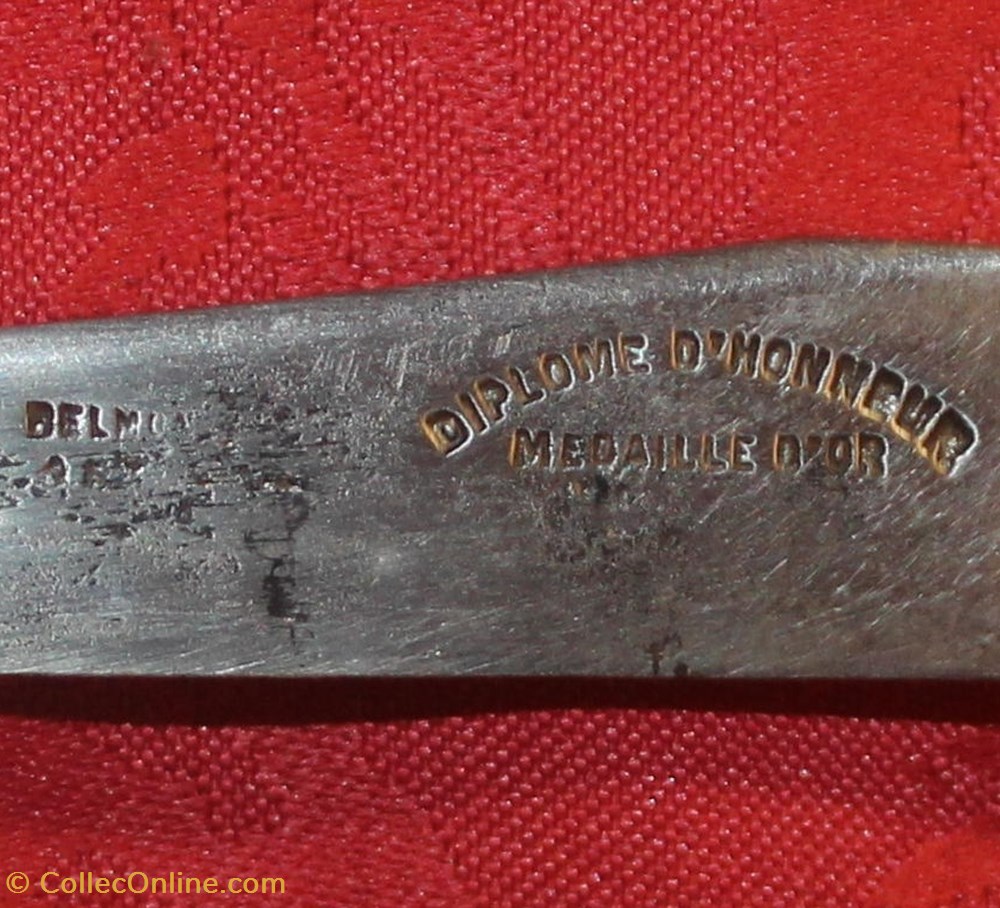 DIPLOME D'HONNEUR
MEDAILLE D'OR
© CollecOnline.com